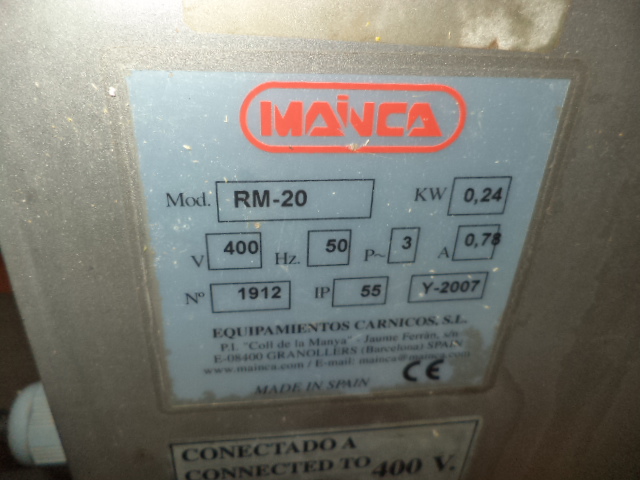 MAINCA
Mod. RM-20 KW 0,24
V 400 Hz. 50 P~ 3 A 0,78
Nº 1912 IP 55 Y-2007
EQUIPAMIENTOS CARNICOS, S.L.
P.I. "Coll de la Manya" - Jaume Ferrán, s/n
E-08400 GRANOLLERS (Barcelona) SPAIN
www.mainca.com / E-mail: mainca@mainca.com
MADE IN SPAIN CE
CONECTADO A
CONNECTED TO 400 V.